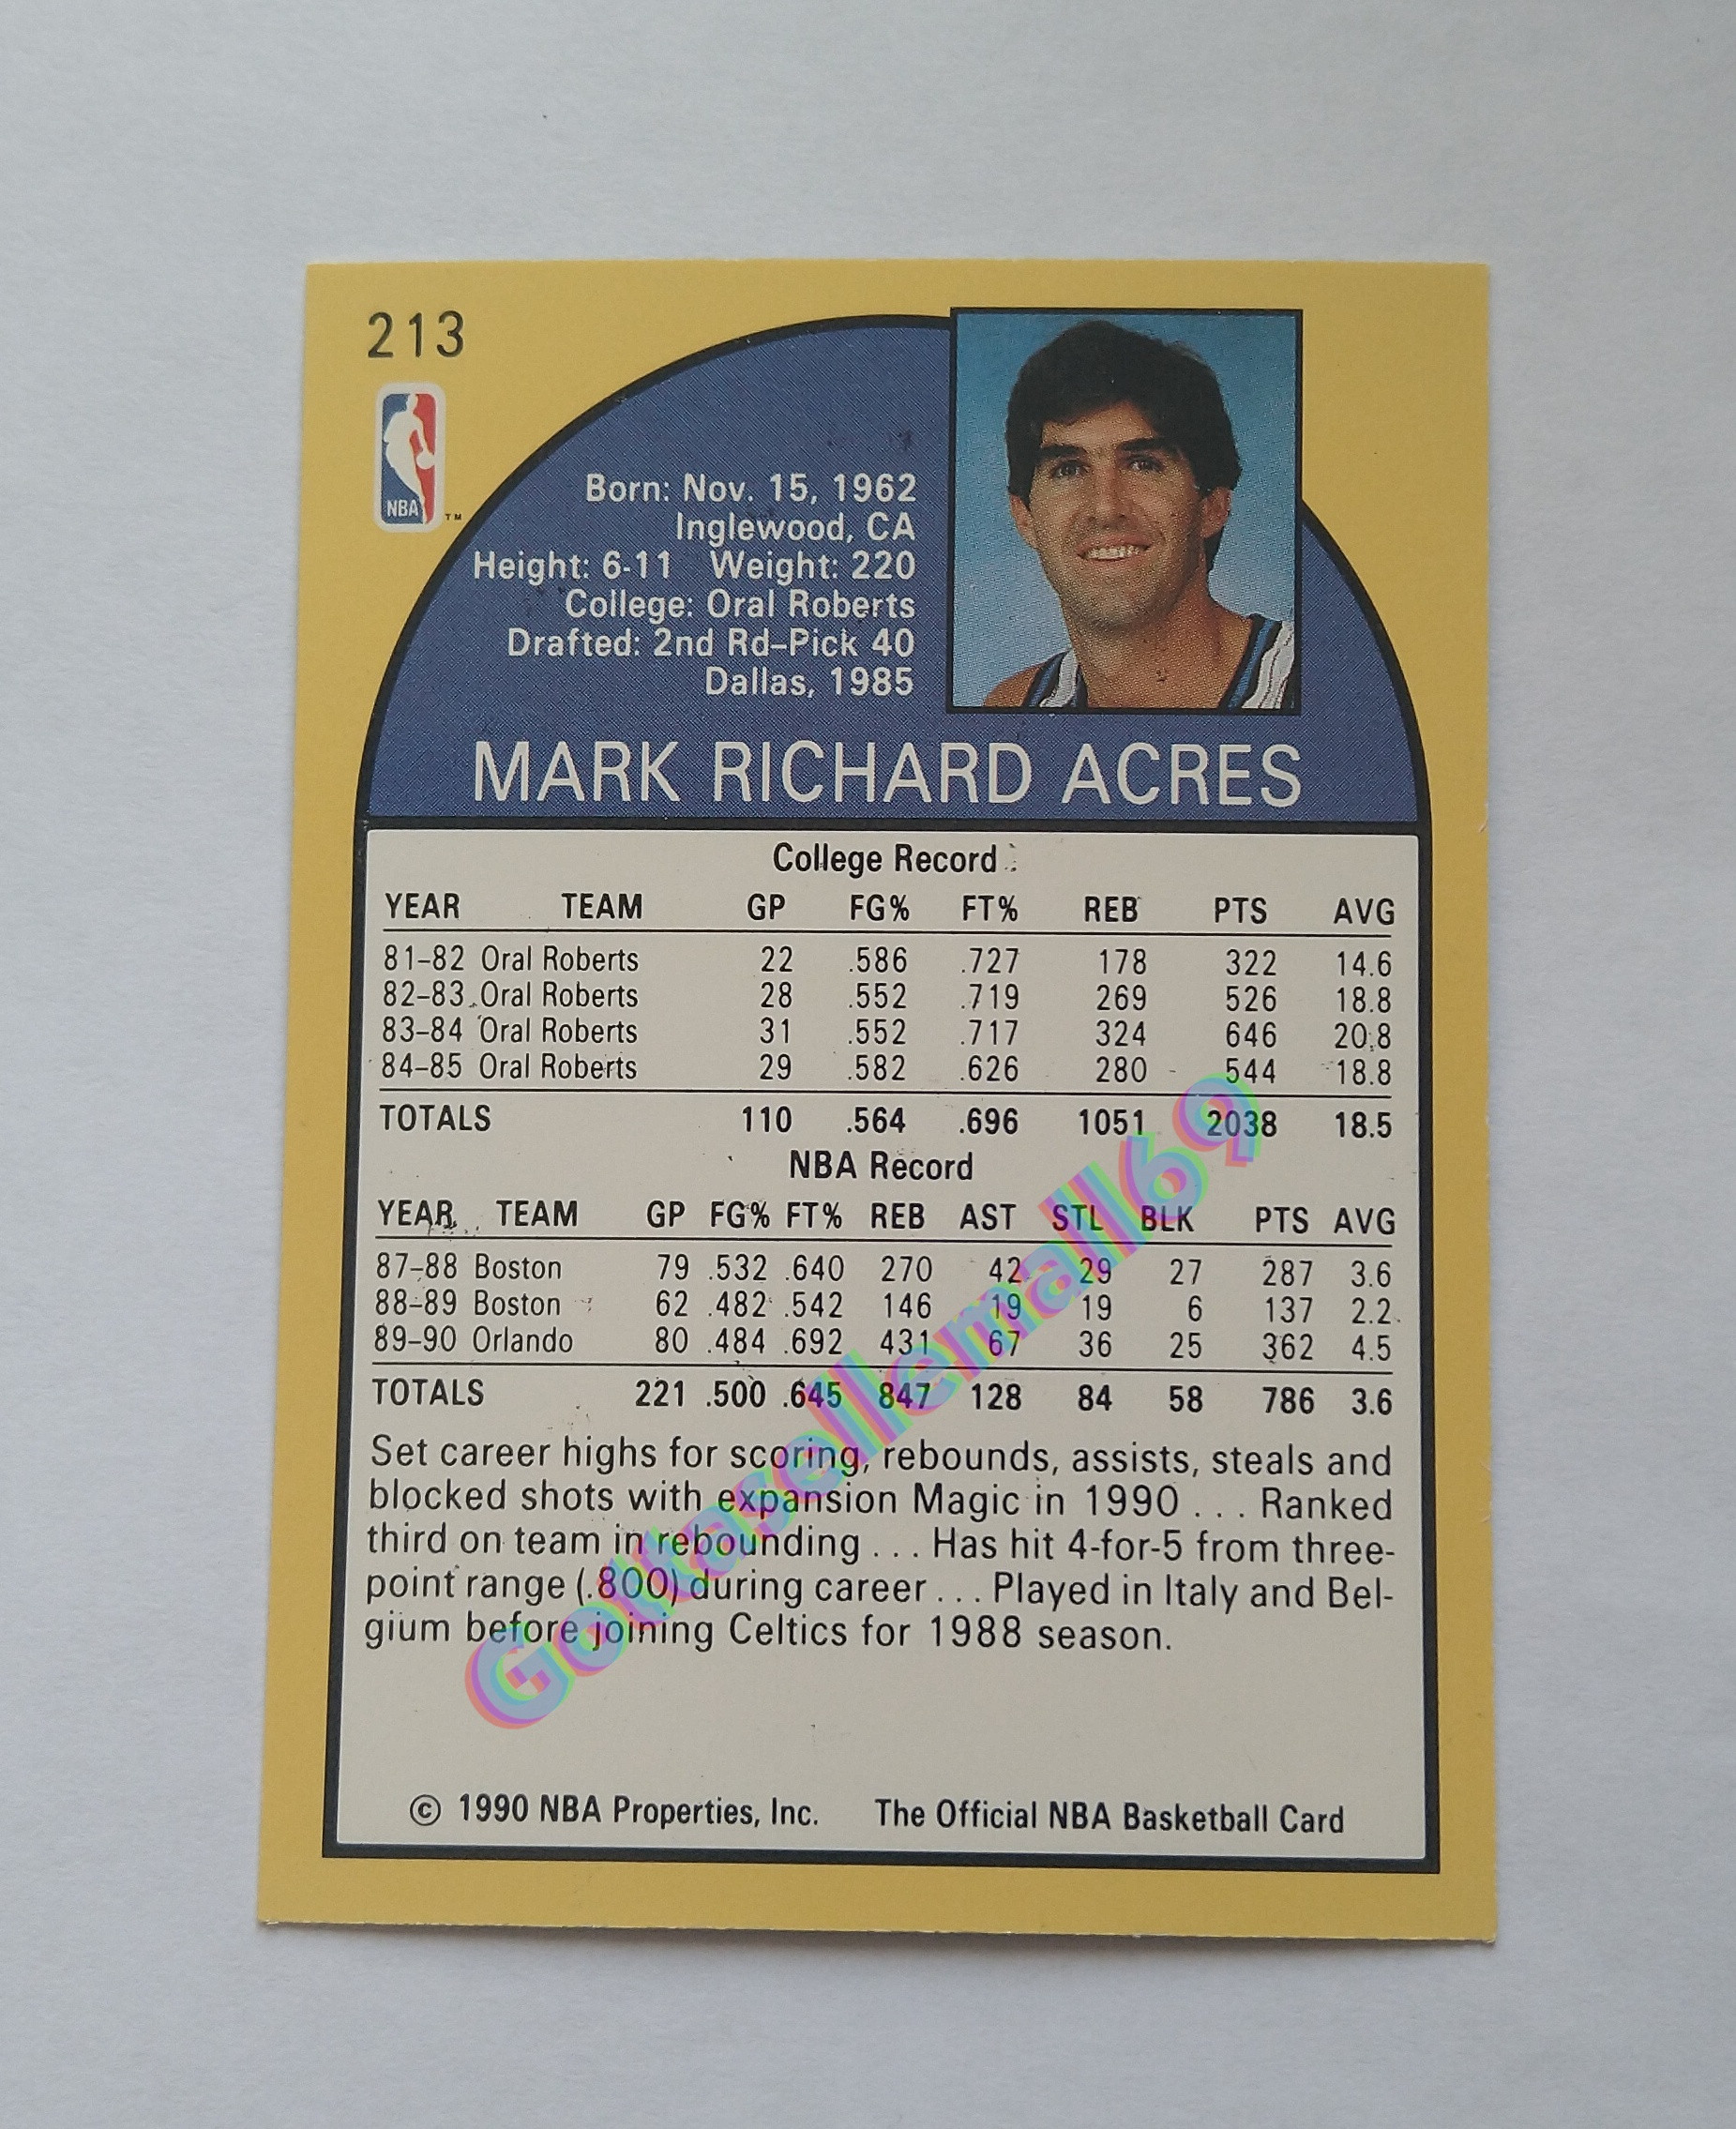 213
NBA
TM
Born: Nov. 15, 1962
Inglewood, CA
Height: 6-11 Weight: 220
College: Oral Roberts
Drafted: 2nd Rd–Pick 40
Dallas, 1985
MARK RICHARD ACRES
College Record
YEAR TEAM GP FG% FT% REB PTS AVG
81–82 Oral Roberts 22 .586 .727 178 322 14.6
82–83 Oral Roberts 28 .552 .719 269 526 18.8
83–84 Oral Roberts 31 .552 .717 324 646 20.8
84–85 Oral Roberts 29 .582 .626 280 544 18.8
TOTALS 110 .564 .696 1051 2038 18.5
NBA Record
YEAR TEAM GP FG% FT% REB AST STL BLK PTS AVG
87–88 Boston 79 .532 .640 270 42 29 27 287 3.6
88–89 Boston 62 .482 .542 146 19 19 6 137 2.2
89–90 Orlando 80 .484 .692 431 67 36 25 362 4.5
TOTALS 221 .500 .645 847 128 84 58 786 3.6
Set career highs for scoring, rebounds, assists, steals and
blocked shots with expansion Magic in 1990 . . . Ranked
third on team in rebounding . . . Has hit 4-for-5 from three-
point range (.800) during career . . . Played in Italy and Bel-
gium before joining Celtics for 1988 season.
© 1990 NBA Properties, Inc. The Official NBA Basketball Card
Gottasellemall69